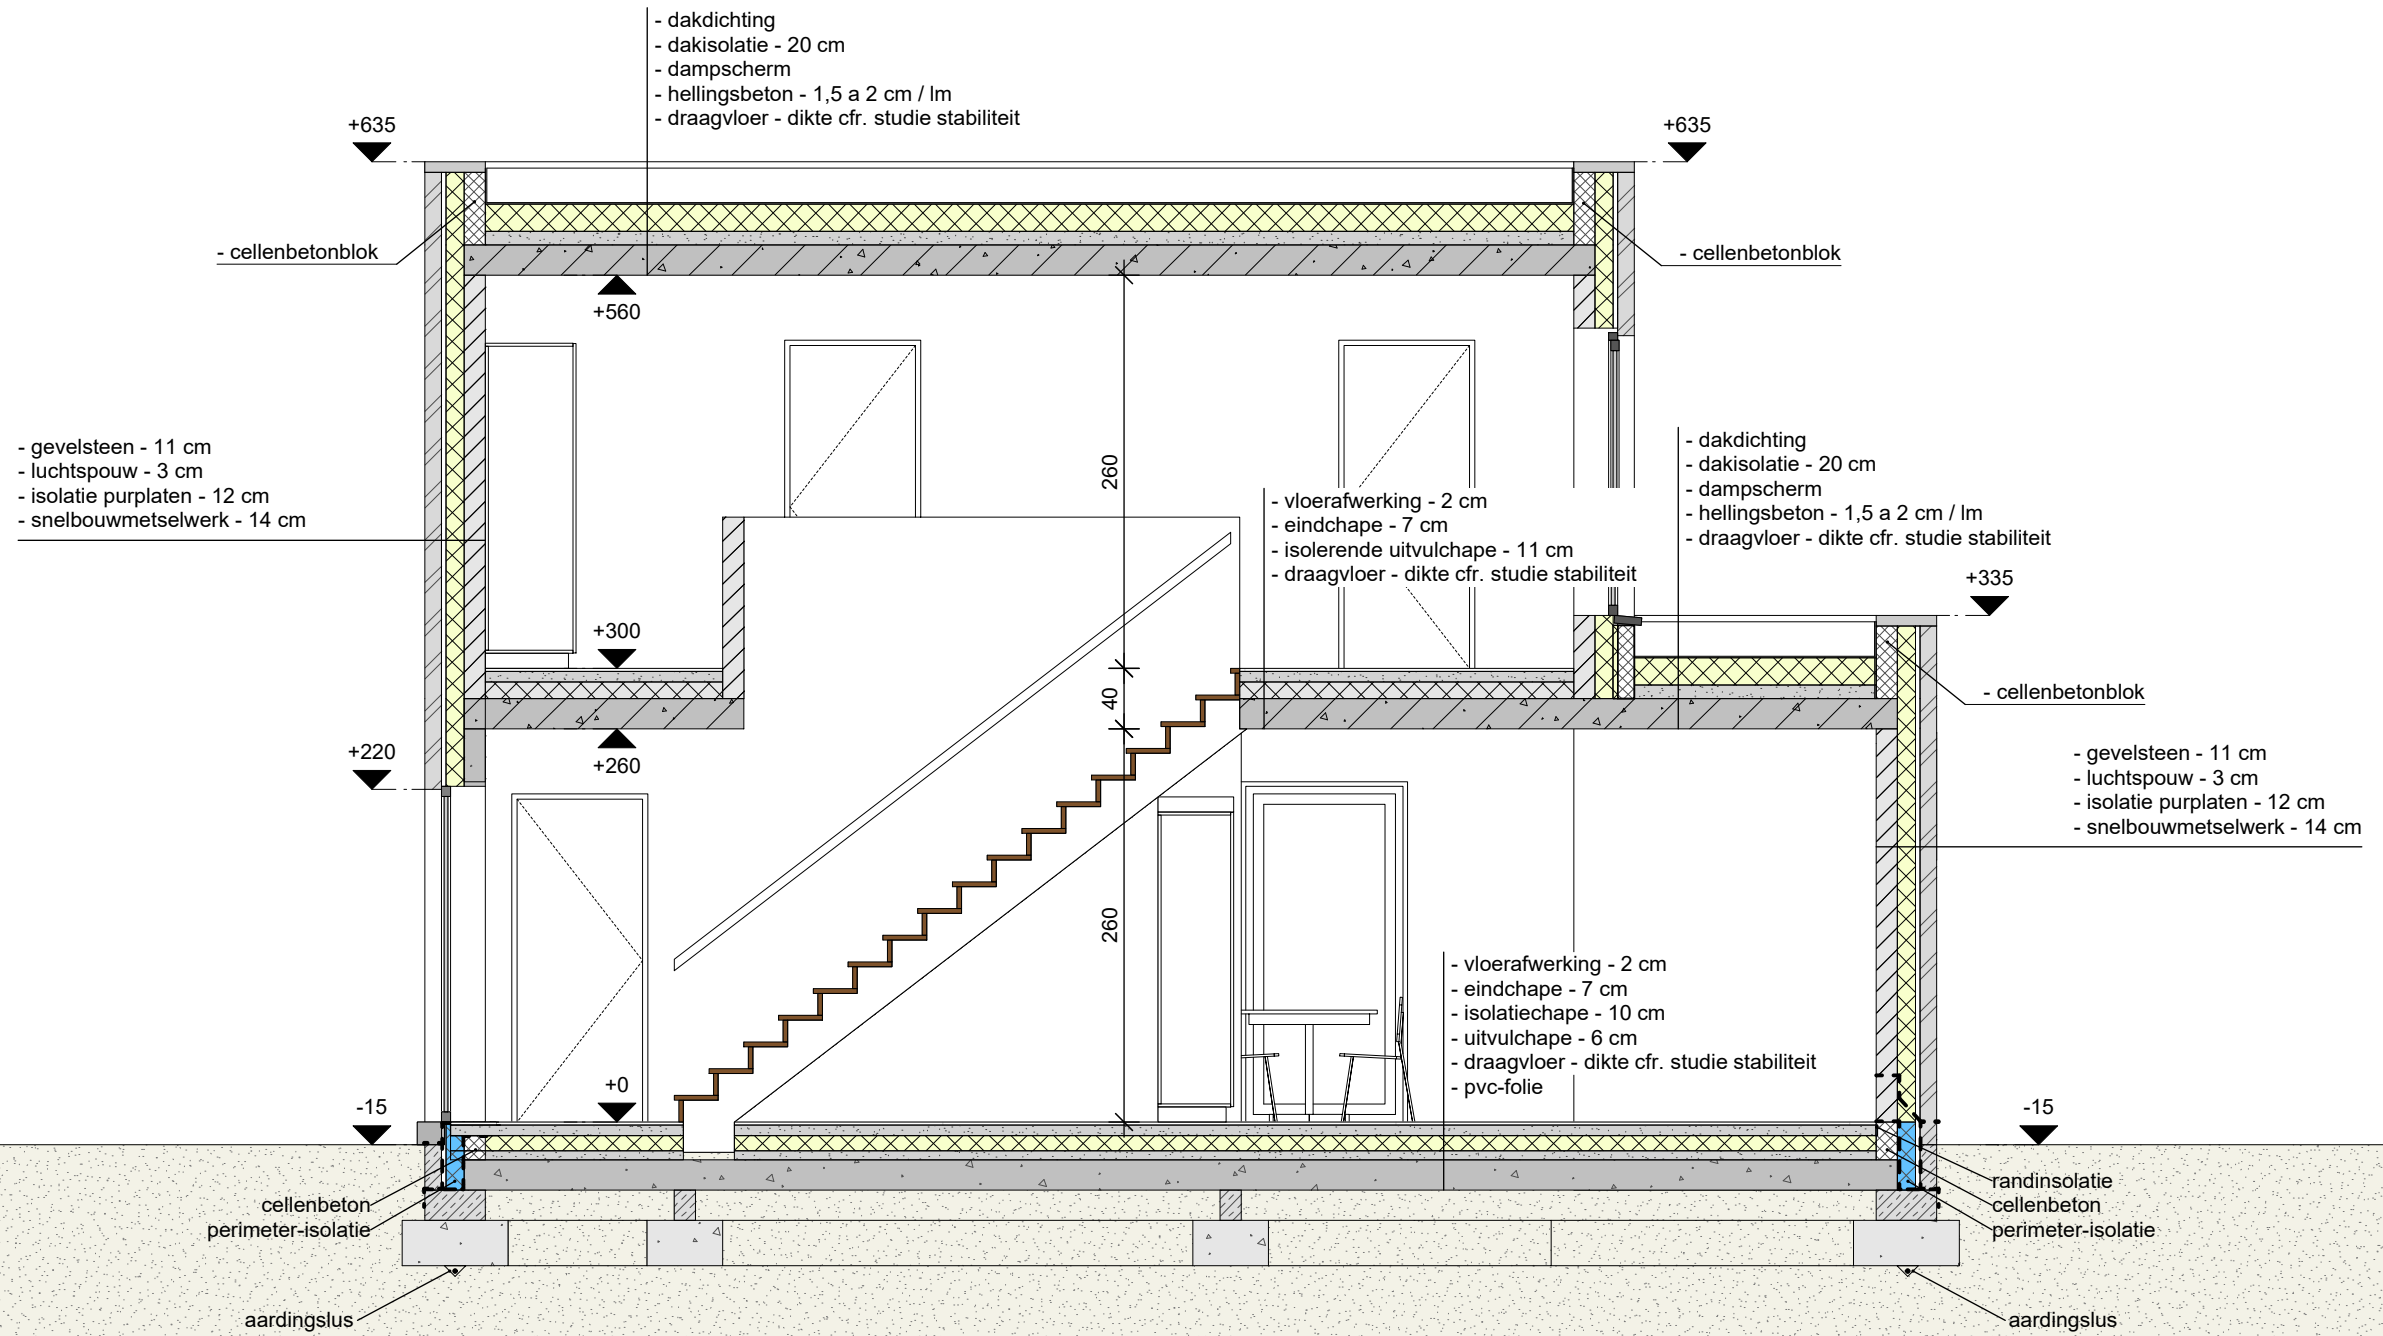 - dakdichting
- dakisolatie - 20 cm
- dampscherm
- hellingsbeton - 1,5 a 2 cm / lm
- draagvloer - dikte cfr. studie stabiliteit
+635
+635
- cellenbetonblok
- cellenbetonblok
+560
- gevelsteen - 11 cm
- luchtspouw - 3 cm
- isolatie purplaten - 12 cm
- snelbouwmetselwerk - 14 cm
260
- vloerafwerking - 2 cm
- eindchape - 7 cm
- isolerende uitvulchape - 11 cm
- draagvloer - dikte cfr. studie stabiliteit
- dakdichting
- dakisolatie - 20 cm
- dampscherm
- hellingsbeton - 1,5 a 2 cm / lm
- draagvloer - dikte cfr. studie stabiliteit
+335
+300
40
- cellenbetonblok
+220
+260
- gevelsteen - 11 cm
- luchtspouw - 3 cm
- isolatie purplaten - 12 cm
- snelbouwmetselwerk - 14 cm
260
- vloerafwerking - 2 cm
- eindchape - 7 cm
- isolatiechape - 10 cm
- uitvulchape - 6 cm
- draagvloer - dikte cfr. studie stabiliteit
- pvc-folie
+0
-15
-15
cellenbeton
perimeter-isolatie
randinsolatie
cellenbeton
perimeter-isolatie
aardingslus
aardingslus